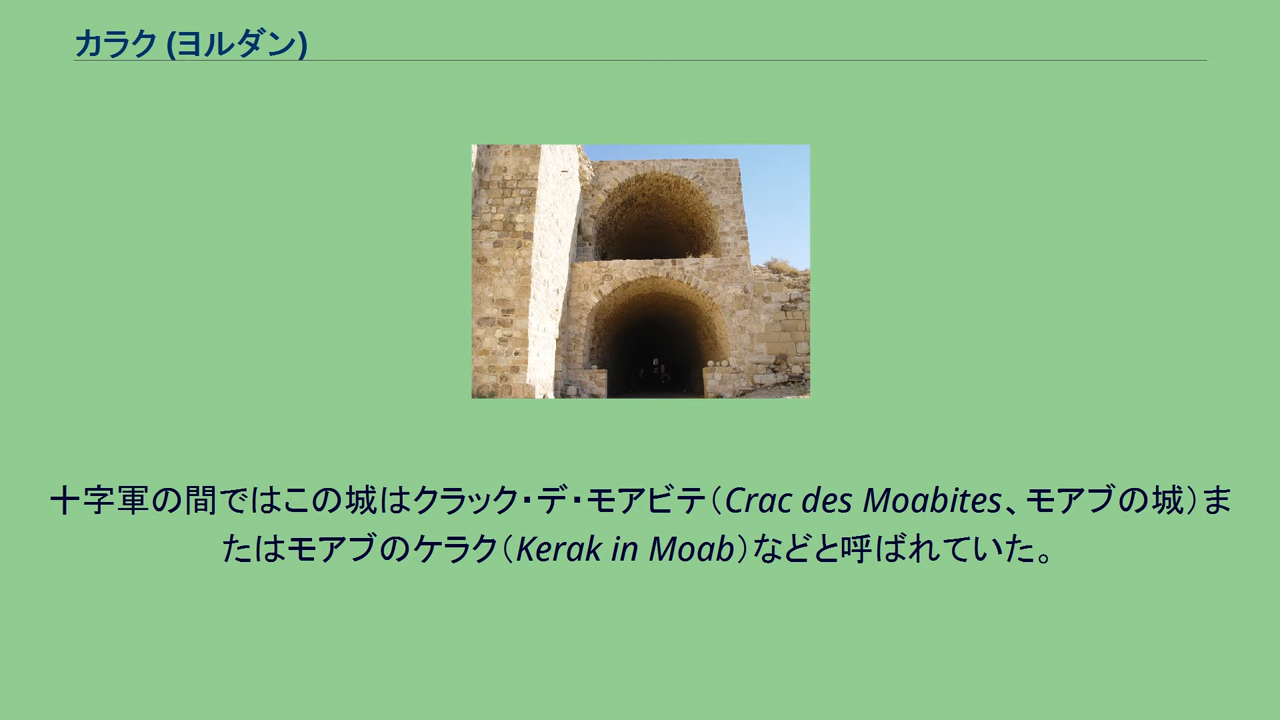 カラク (ヨルダン)
十字軍の間ではこの城はクラック・デ・モアビテ（Crac des Moabites、モアブの城）ま
たはモアブのケラク（Kerak in Moab）などと呼ばれていた。